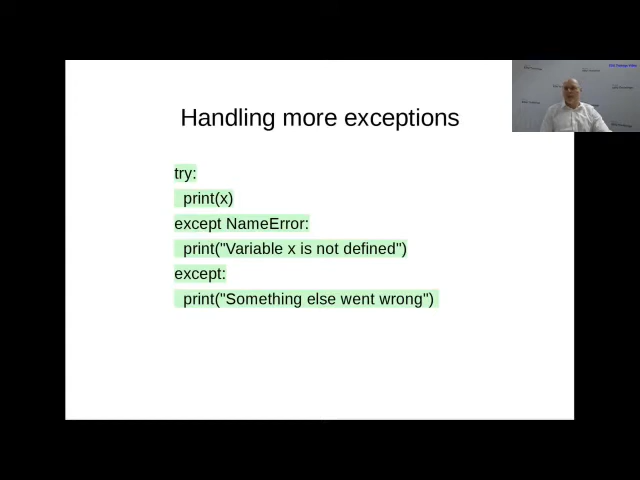 Handling more exceptions
try:
  print(x)
except NameError:
  print("Variable x is not defined")
except:
  print("Something else went wrong")